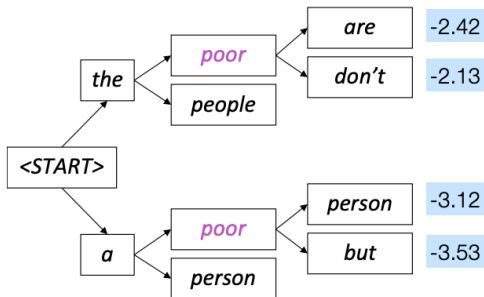 are -2.42
poor
the don't -2.13
people
<START>
person -3.12
poor
a but -3.53
person